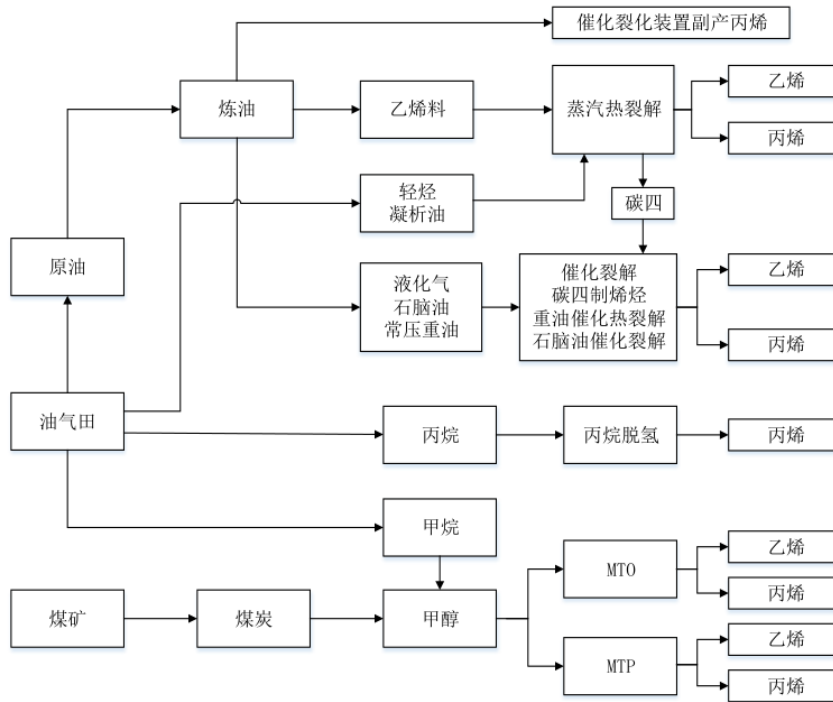 催化裂化装置副产丙烯
炼油
乙烯料
蒸汽热裂解
乙烯
丙烯
轻烃
凝析油
碳四
原油
液化气
石脑油
常压重油
催化裂解
碳四制烯烃
重油催化热裂解
石脑油催化裂解
乙烯
丙烯
油气田
丙烷
丙烷脱氢
丙烯
甲烷
MTO
乙烯
丙烯
煤矿
煤炭
甲醇
MTP
乙烯
丙烯